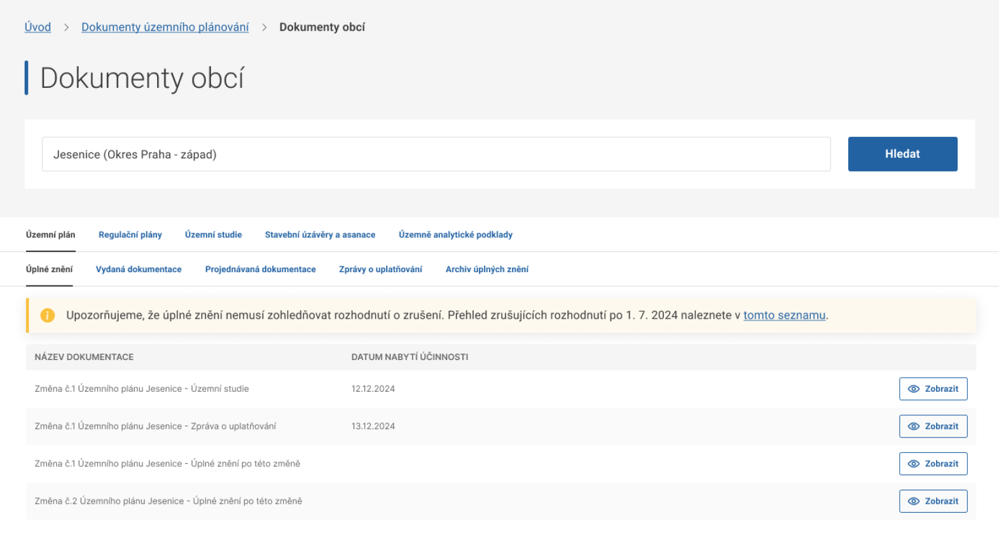 Úvod > Dokumenty územního plánování > Dokumenty obcí
Dokumenty obcí
Jesenice (Okres Praha - západ)
Hledat
Územní plán Regulační plány Územní studie Stavební úzávěry a asanace Územně analytické podklady
Úplné znění Vydaná dokumentace Projednávaná dokumentace Zprávy o uplatňování Archiv úplných znění
Upozorňujeme, že úplné znění nemusí zohledňovat rozhodnutí o zrušení. Přehled zrušujících rozhodnutí po 1. 7. 2024 naleznete v tomto seznamu.
NÁZEV DOKUMENTACE DATUM NABYTÍ ÚČINNOSTI
Změna č.1 Územního plánu Jesenice - Územní studie 12.12.2024 Zobrazit
Změna č.1 Územního plánu Jesenice - Zpráva o uplatňování 13.12.2024 Zobrazit
Změna č.1 Územního plánu Jesenice - Úplné znění po této změně Zobrazit
Změna č.2 Územního plánu Jesenice - Úplné znění po této změně Zobrazit